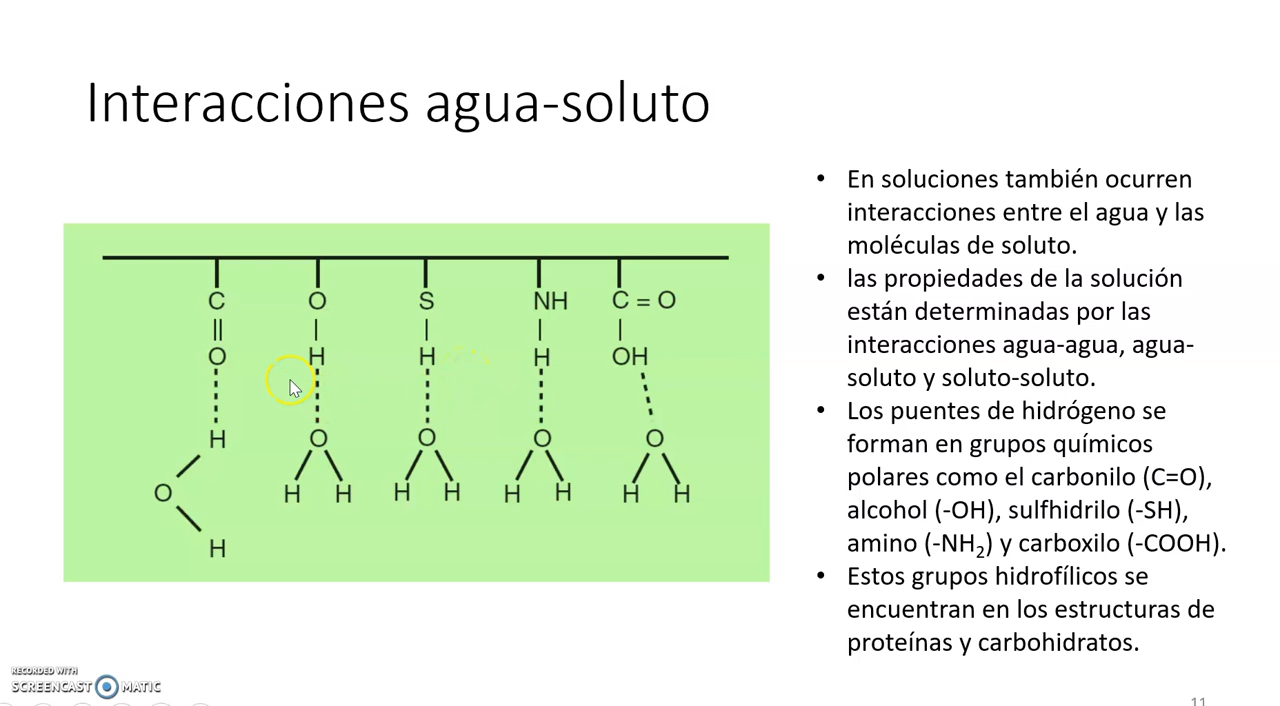 Interacciones agua-soluto
C O S NH C = O
O H H H OH
H O O O O
O H H H H H H H H
H
• En soluciones también ocurren
interacciones entre el agua y las
moléculas de soluto.
• las propiedades de la solución
están determinadas por las
interacciones agua-agua, agua-
soluto y soluto-soluto.
• Los puentes de hidrógeno se
forman en grupos químicos
polares como el carbonilo (C=O),
alcohol (-OH), sulfhidrilo (-SH),
amino (-NH₂) y carboxilo (-COOH).
• Estos grupos hidrofílicos se
encuentran en los estructuras de
proteínas y carbohidratos.
RECORDED WITH
SCREENCAST MATIC
11